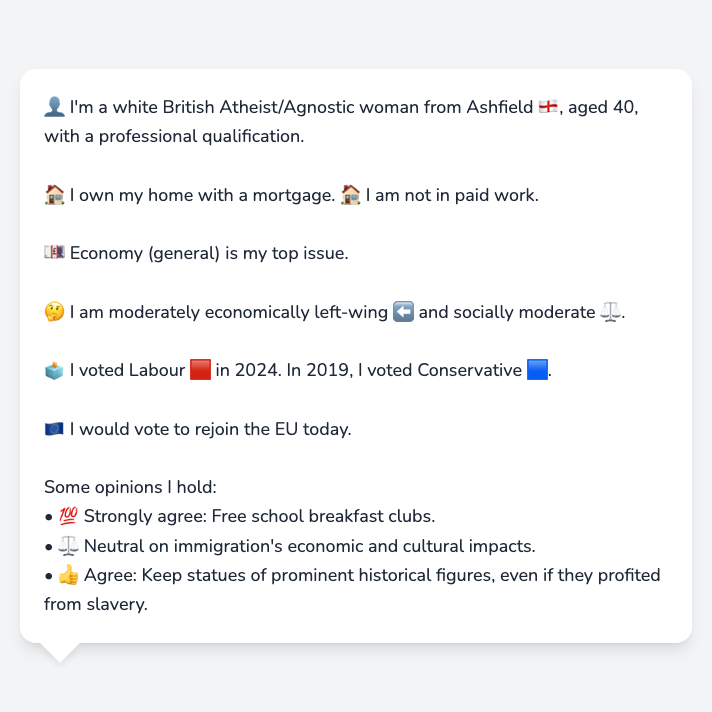 👤 I'm a white British Atheist/Agnostic woman from Ashfield 🏴󠁧󠁢󠁥󠁮󠁧󠁿, aged 40,
with a professional qualification.
🏠 I own my home with a mortgage. 🏠 I am not in paid work.
💷 Economy (general) is my top issue.
🤔 I am moderately economically left-wing ⬅️ and socially moderate ⚖️.
🗳️ I voted Labour 🟥 in 2024. In 2019, I voted Conservative 🟦.
🇪🇺 I would vote to rejoin the EU today.
Some opinions I hold:
• 💯 Strongly agree: Free school breakfast clubs.
• ⚖️ Neutral on immigration's economic and cultural impacts.
• 👍 Agree: Keep statues of prominent historical figures, even if they profited
from slavery.